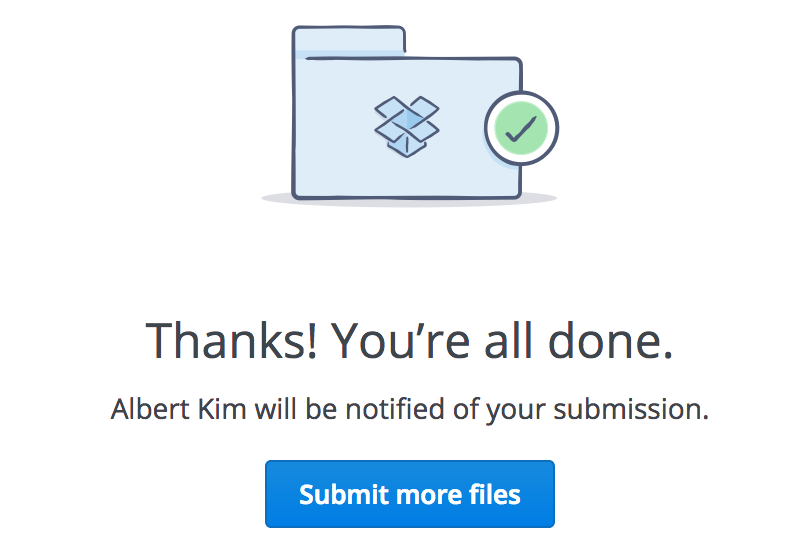 Thanks! You’re all done.
Albert Kim will be notified of your submission.
Submit more files